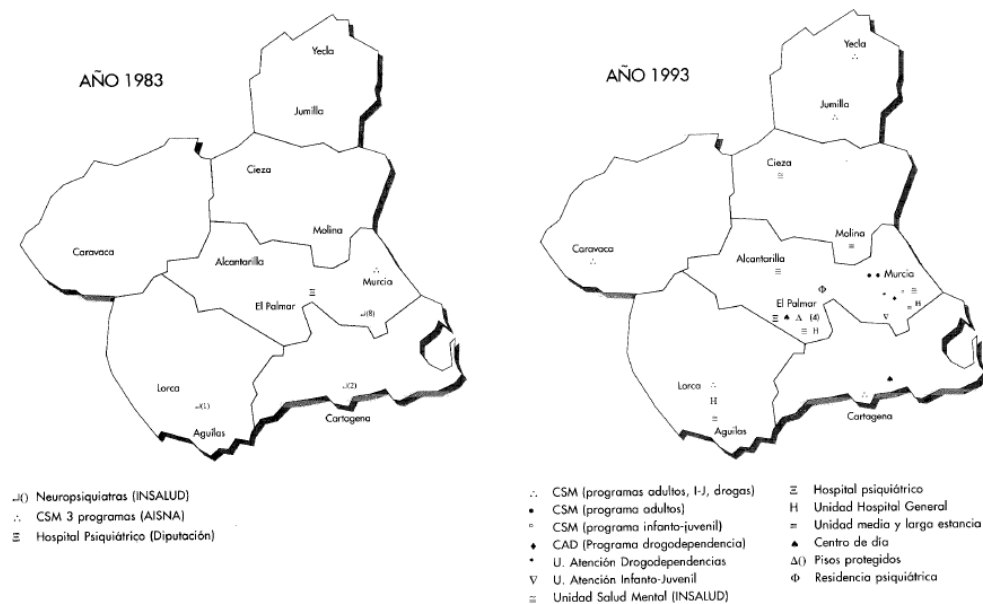 AÑO 1983
Yecla
Jumilla
Cieza
Molina
Caravaca
Alcantarilla
Murcia
El Palmar
(8)
Lorca
(1)
(2)
Cartagena
Aguilas
() Neuropsiquiatras (INSALUD)
∴ CSM 3 programas (AISNA)
Ξ Hospital Psiquiátrico (Diputación)
AÑO 1993
Yecla
Jumilla
Cieza
Molina
Caravaca
Alcantarilla
Murcia
El Palmar
Ξ ♠ Δ (4)
H
H
Lorca
H
Aguilas
Cartagena
∴ CSM (programas adultos, I-J, drogas)
● CSM (programa adultos)
○ CSM (programa infanto-juvenil)
♦ CAD (Programa drogodependencia)
* U. Atención Drogodependencias
∇ U. Atención Infanto-Juvenil
≅ Unidad Salud Mental (INSALUD)
Ξ Hospital psiquiátrico
H Unidad Hospital General
= Unidad media y larga estancia
♠ Centro de día
Δ() Pisos protegidos
Φ Residencia psiquiátrica